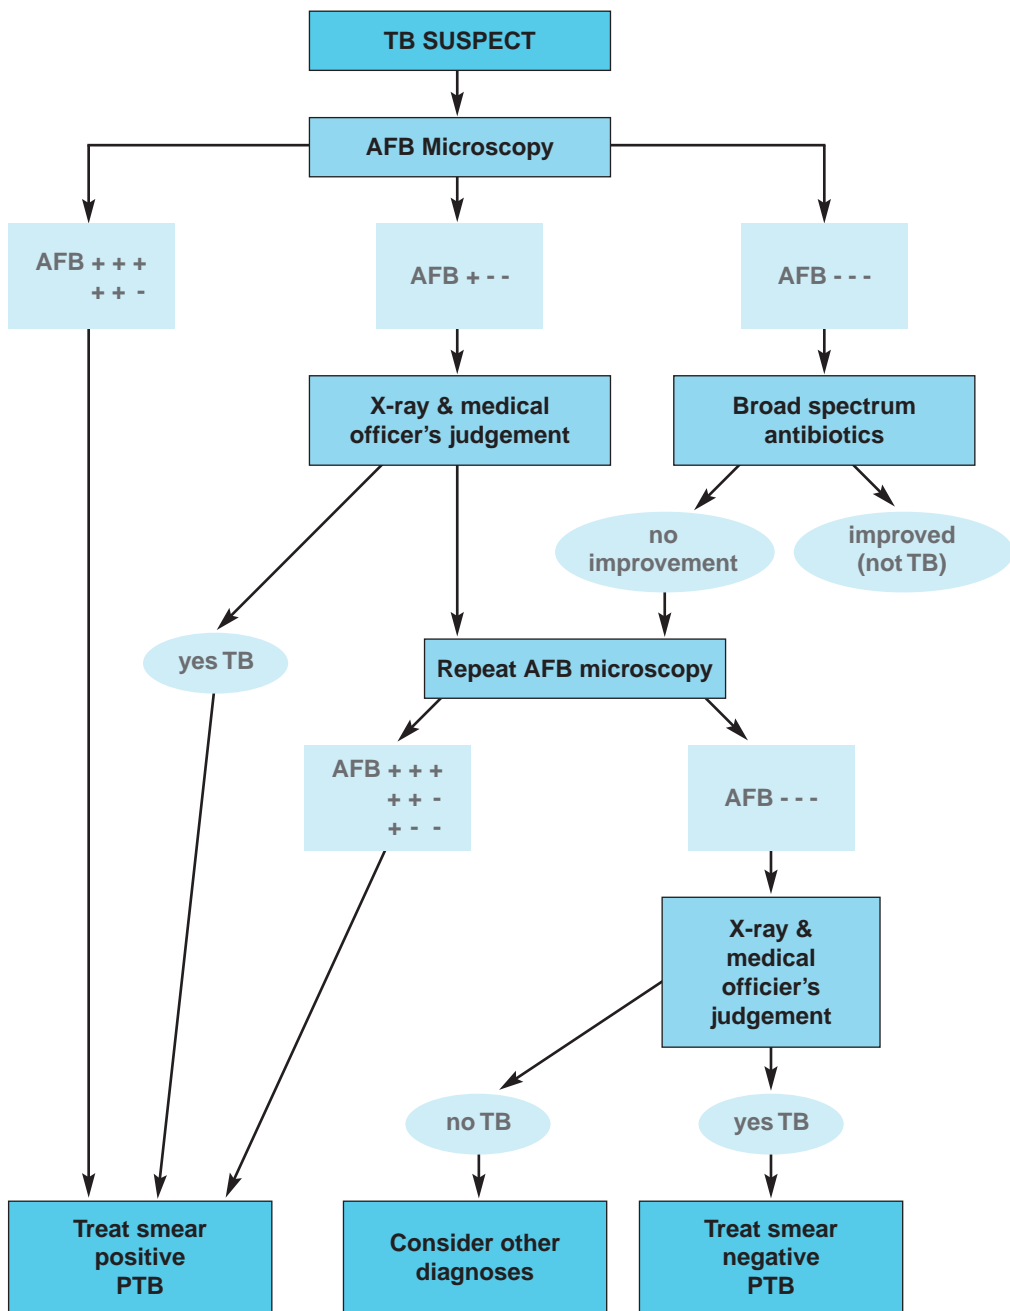 TB SUSPECT
AFB Microscopy
AFB + + +
+ + -
AFB + - -
AFB - - -
X-ray & medical
officer’s judgement
Broad spectrum
antibiotics
no
improvement
improved
(not TB)
yes TB
Repeat AFB microscopy
AFB + + +
+ + -
+ - -
AFB - - -
X-ray &
medical
officier’s
judgement
no TB
yes TB
Treat smear
positive
PTB
Consider other
diagnoses
Treat smear
negative
PTB